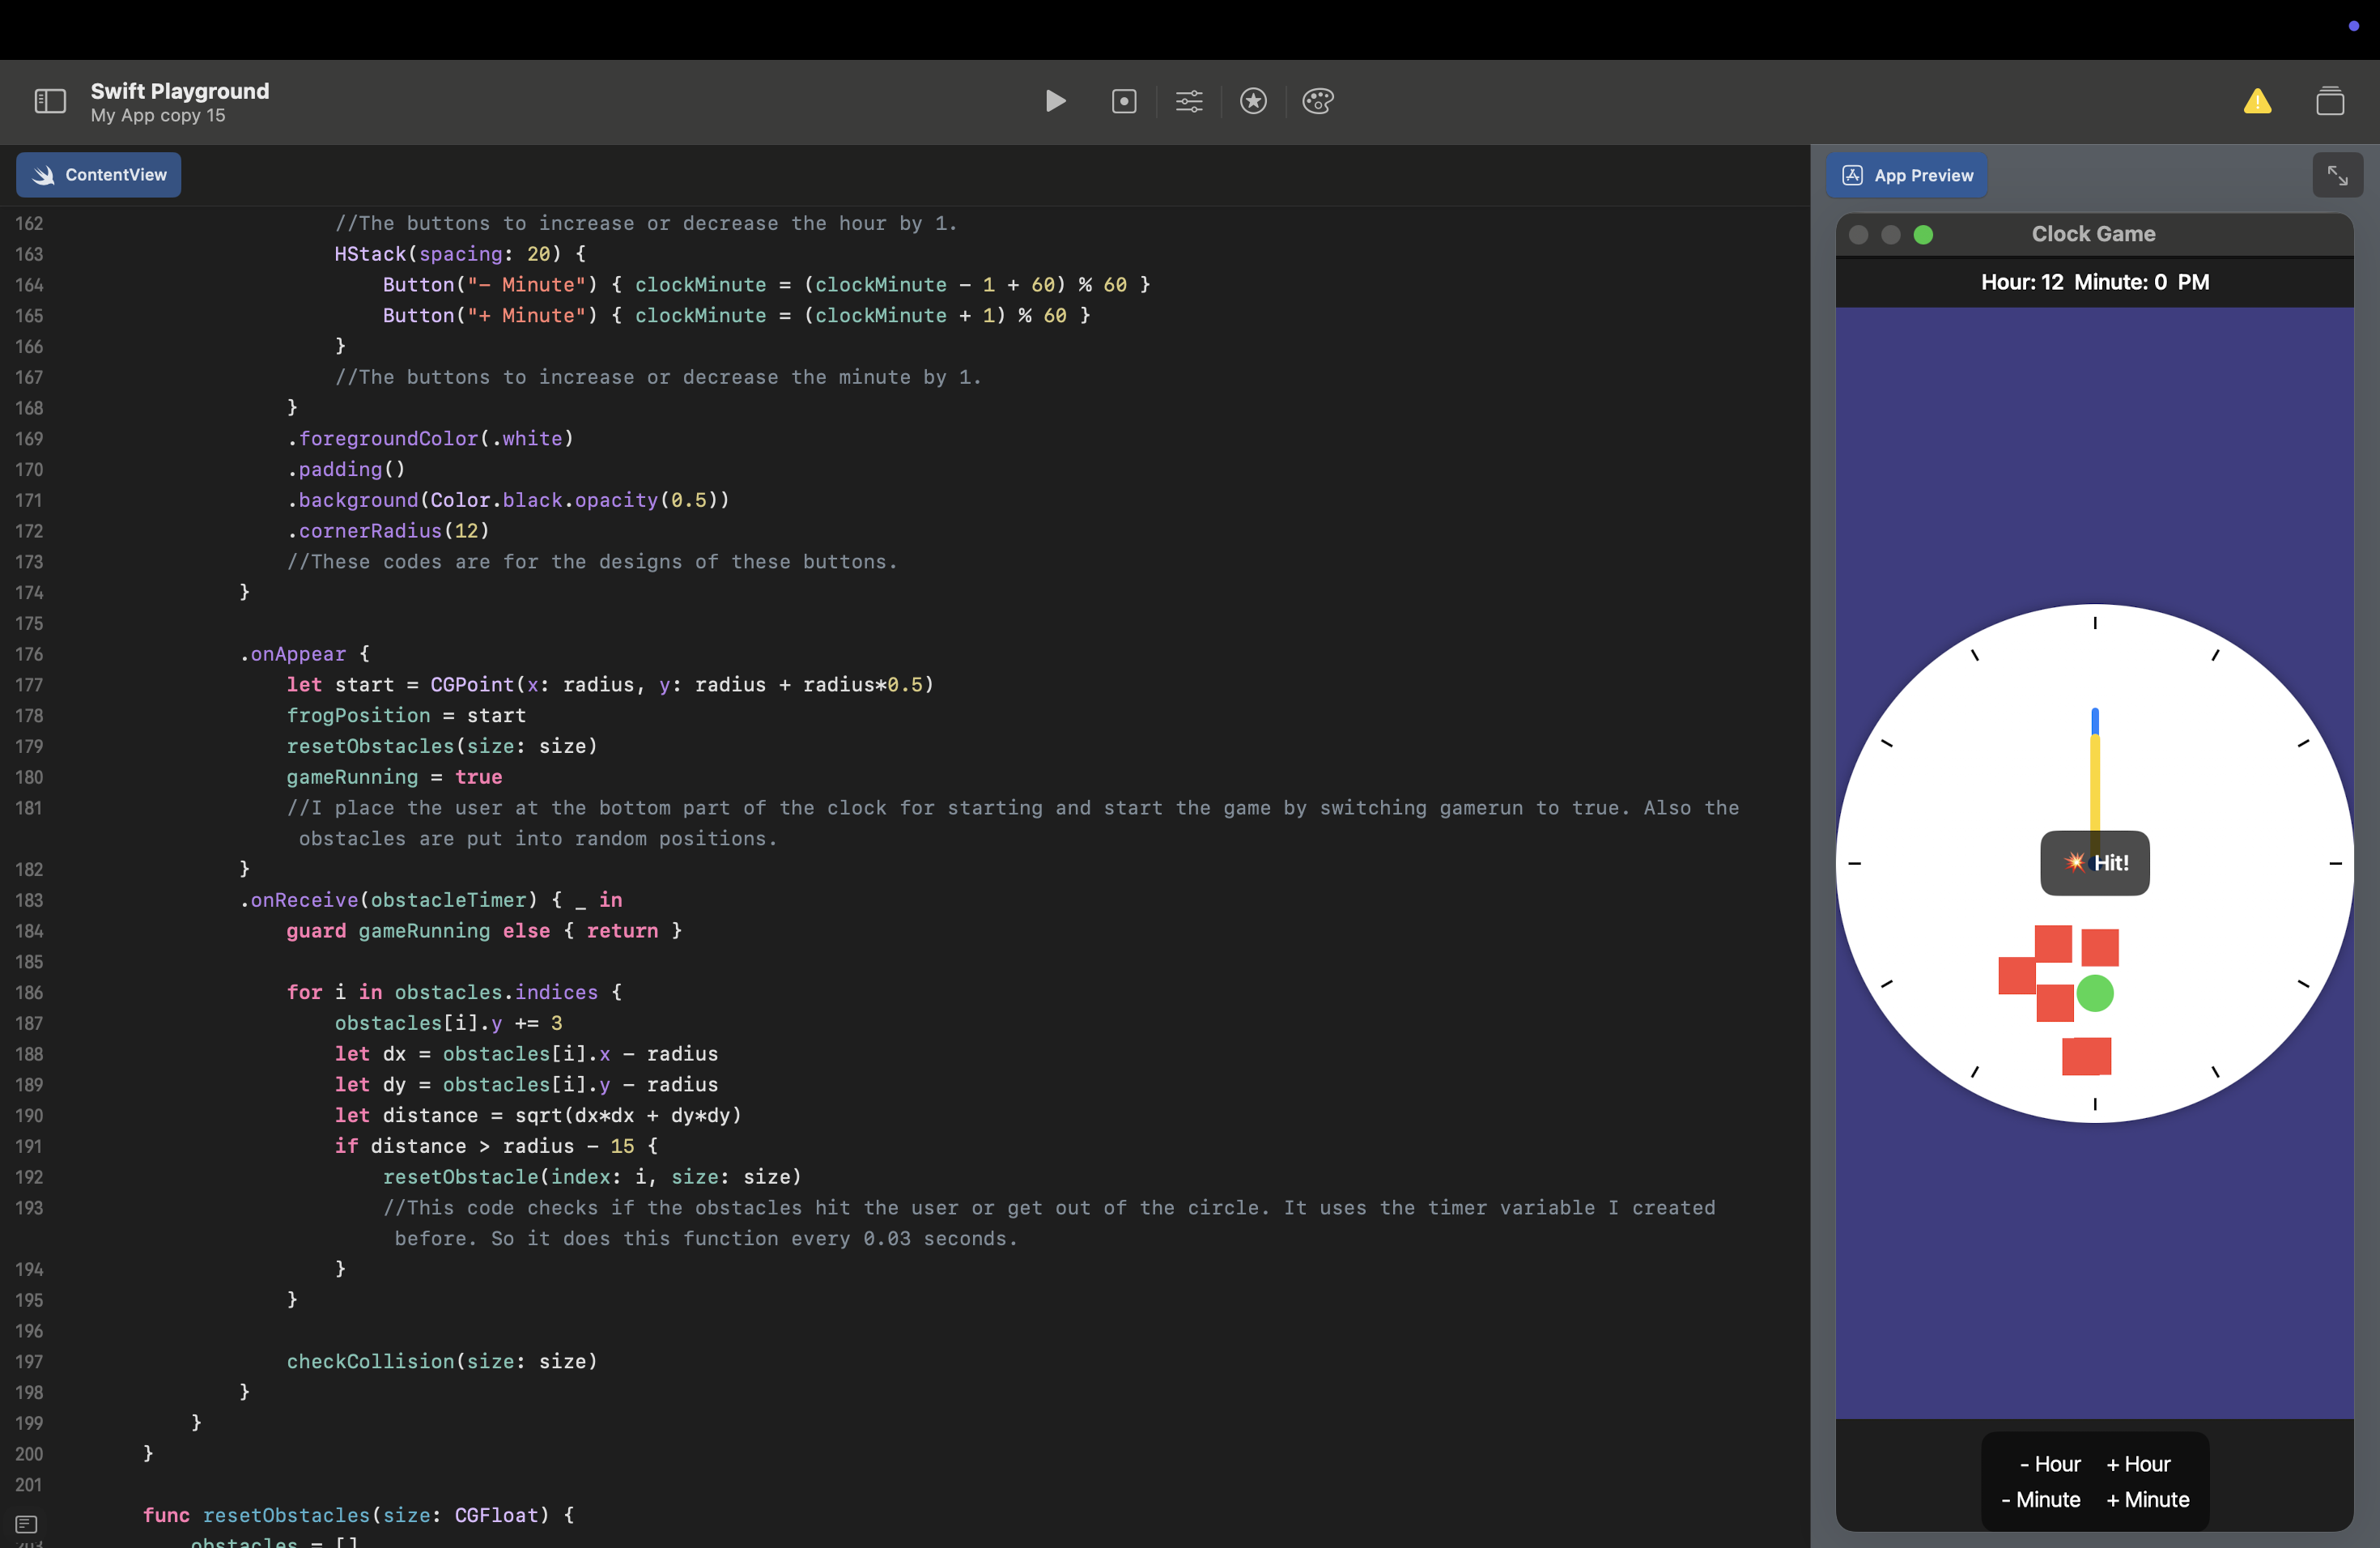 Swift Playground
My App copy 15
ContentView
162 //The buttons to increase or decrease the hour by 1.
163 HStack(spacing: 20) {
164 Button("− Minute") { clockMinute = (clockMinute - 1 + 60) % 60 }
165 Button("+ Minute") { clockMinute = (clockMinute + 1) % 60 }
166 }
167 //The buttons to increase or decrease the minute by 1.
168 }
169 .foregroundColor(.white)
170 .padding()
171 .background(Color.black.opacity(0.5))
172 .cornerRadius(12)
173 //These codes are for the designs of these buttons.
174 }
175
176 .onAppear {
177 let start = CGPoint(x: radius, y: radius + radius*0.5)
178 frogPosition = start
179 resetObstacles(size: size)
180 gameRunning = true
181 //I place the user at the bottom part of the clock for starting and start the game by switching gamerun to true. Also the
obstacles are put into random positions.
182 }
183 .onReceive(obstacleTimer) { _ in
184 guard gameRunning else { return }
185
186 for i in obstacles.indices {
187 obstacles[i].y += 3
188 let dx = obstacles[i].x - radius
189 let dy = obstacles[i].y - radius
190 let distance = sqrt(dx*dx + dy*dy)
191 if distance > radius - 15 {
192 resetObstacle(index: i, size: size)
193 //This code checks if the obstacles hit the user or get out of the circle. It uses the timer variable I created
before. So it does this function every 0.03 seconds.
194 }
195 }
196
197 checkCollision(size: size)
198 }
199 }
200 }
201
func resetObstacles(size: CGFloat) {
203 obstacles = []
App Preview
Clock Game
Hour: 12 Minute: 0 PM
💥 Hit!
- Hour + Hour
- Minute + Minute